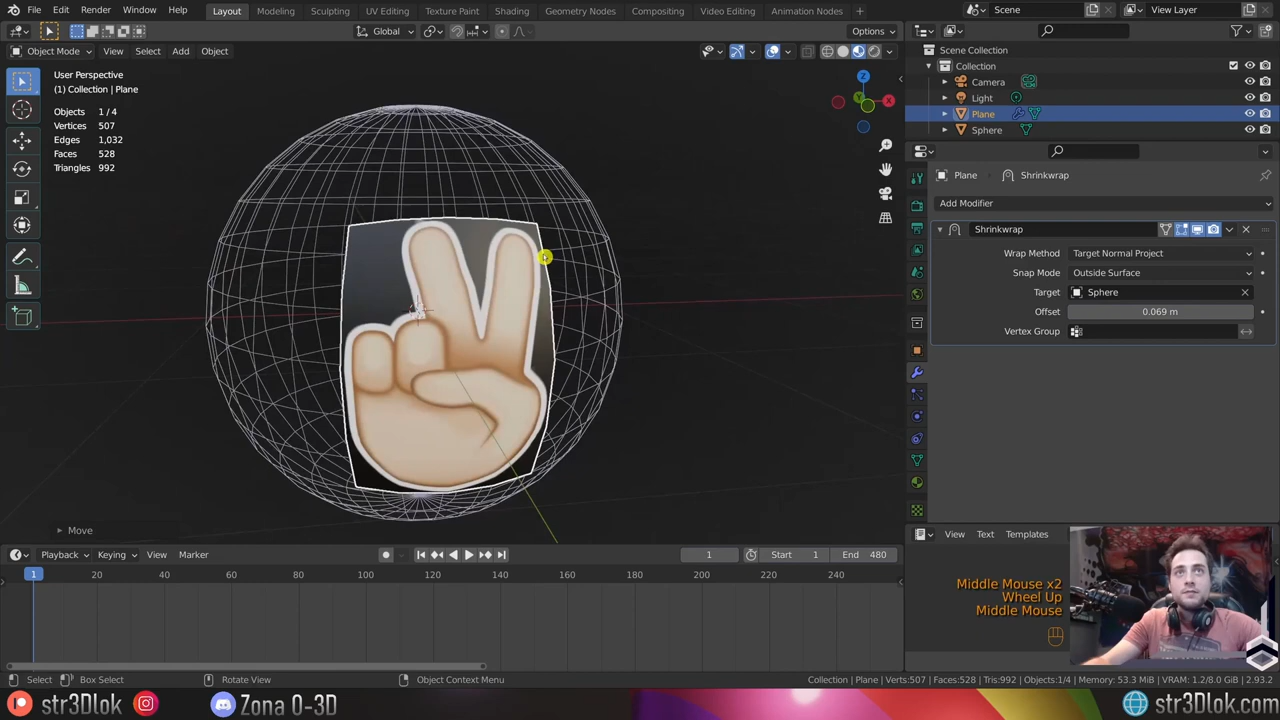 File Edit Render Window Help Layout Modeling Sculpting UV Editing Texture Paint Shading Geometry Nodes Compositing Video Editing Animation Nodes + Scene View Layer
Global Options
Object Mode View Select Add Object
User Perspective
(1) Collection | Plane
Objects 1 / 4
Vertices 507
Edges 1,032
Faces 528
Triangles 992
Z
X
Y
Move
Scene Collection
Collection
Camera
Light
Plane
Sphere
Plane Shrinkwrap
Add Modifier
Shrinkwrap
Wrap Method Target Normal Project
Snap Mode Outside Surface
Target Sphere
Offset 0.069 m
Vertex Group
View Text Templates
Middle Mouse x2
Wheel Up
Middle Mouse
Playback Keying View Marker 1 Start 1 End 480
1 20 40 60 80 100 120 140 160 180 200 220 240
Select Box Select Rotate View Object Context Menu Collection | Plane | Verts:507 | Faces:528 | Tris:992 | Objects:1/4 | Memory: 53.3 MiB | VRAM: 1.2/8.0 GiB | 2.93.2
str3Dlok Zona 0-3D str3Dlok.com